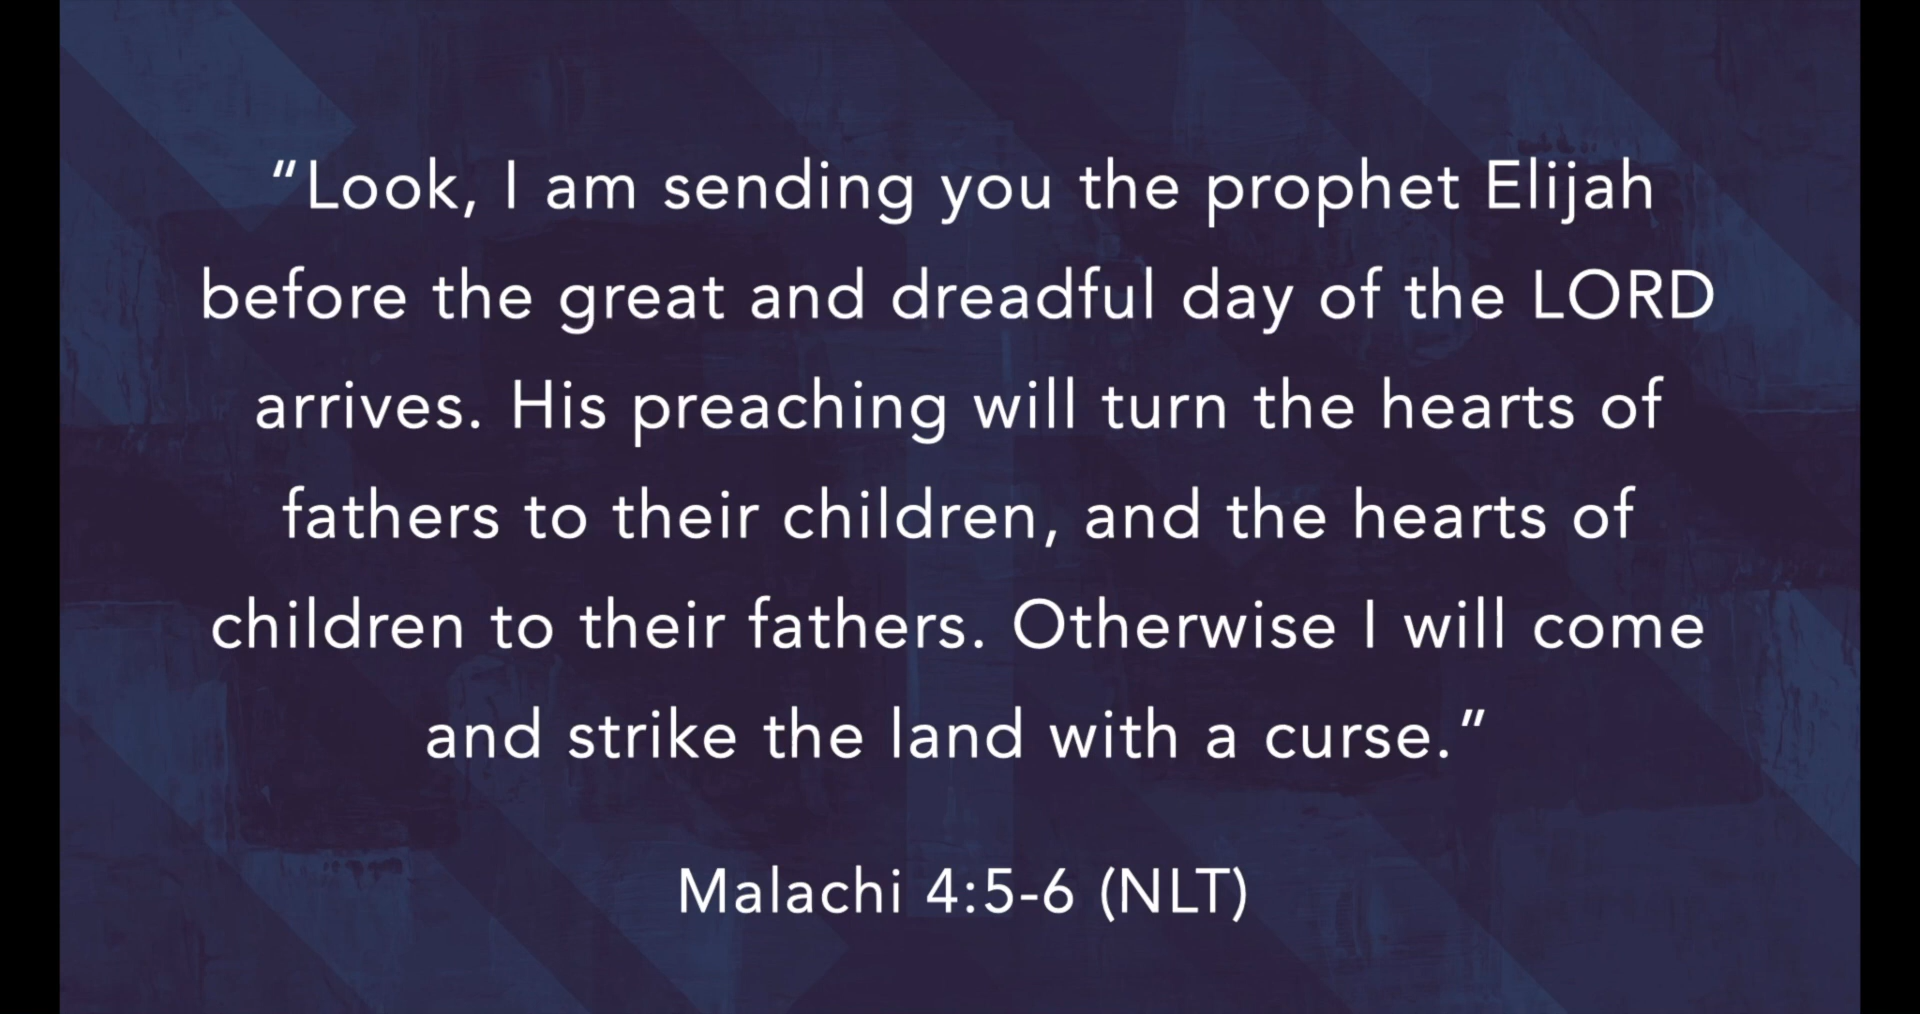 “Look, I am sending you the prophet Elijah
before the great and dreadful day of the LORD
arrives. His preaching will turn the hearts of
fathers to their children, and the hearts of
children to their fathers. Otherwise I will come
and strike the land with a curse.”
Malachi 4:5-6 (NLT)